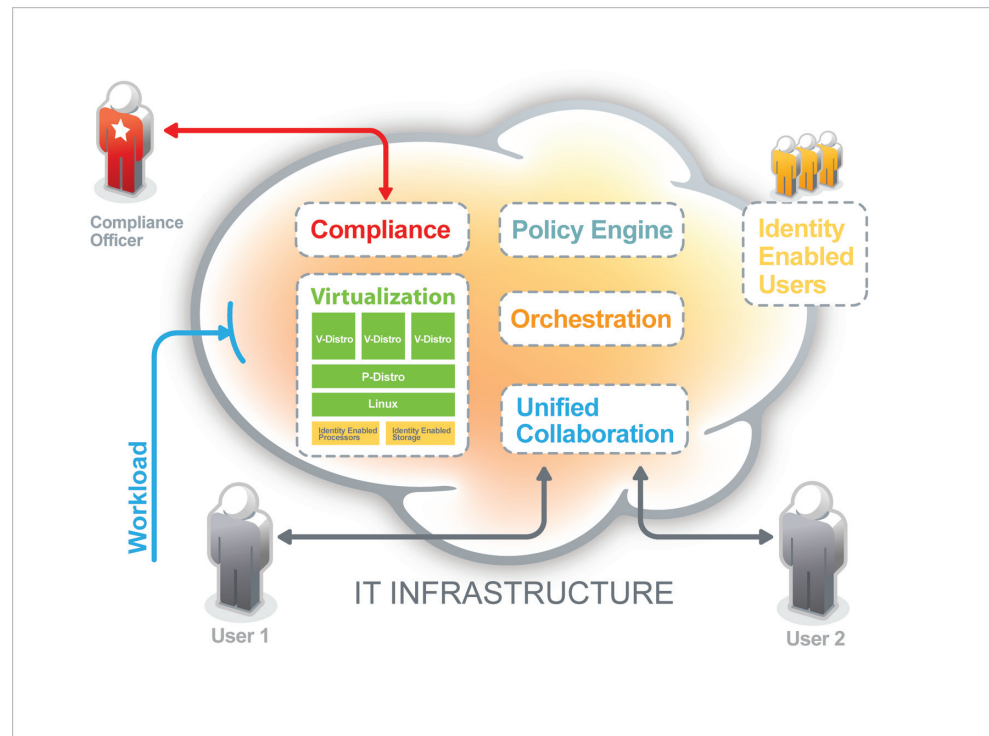 Compliance
Officer
Compliance
Policy Engine
Identity
Enabled
Users
Virtualization
V-Distro
V-Distro
V-Distro
P-Distro
Linux
Identity Enabled
Processors
Identity Enabled
Storage
Orchestration
Unified
Collaboration
Workload
IT INFRASTRUCTURE
User 1
User 2